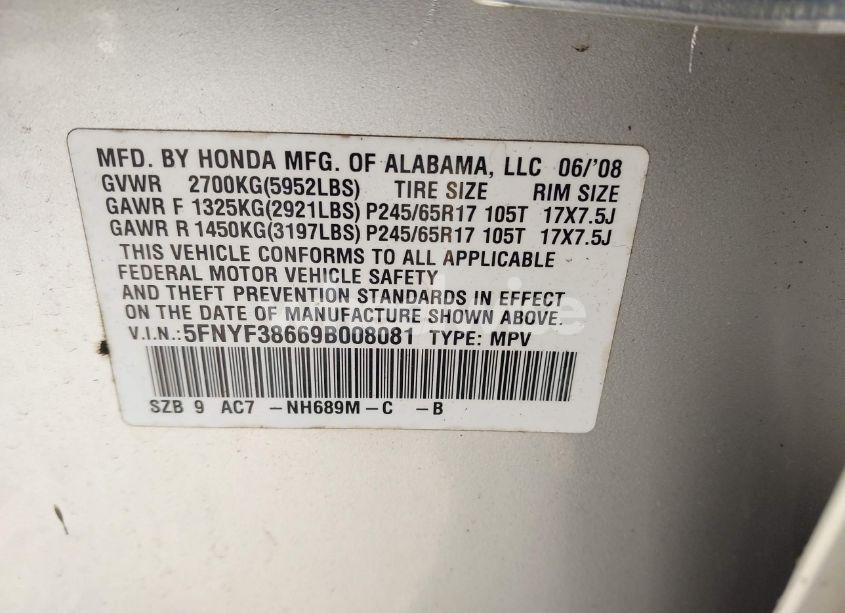 MFD. BY HONDA MFG. OF ALABAMA, LLC 06/'08
GVWR 2700KG(5952LBS) TIRE SIZE RIM SIZE
GAWR F 1325KG(2921LBS) P245/65R17 105T 17X7.5J
GAWR R 1450KG(3197LBS) P245/65R17 105T 17X7.5J
THIS VEHICLE CONFORMS TO ALL APPLICABLE
FEDERAL MOTOR VEHICLE SAFETY
AND THEFT PREVENTION STANDARDS IN EFFECT
ON THE DATE OF MANUFACTURE SHOWN ABOVE.
V.I.N.:5FNYF38669B008081 TYPE: MPV
SZB 9 AC7 -NH689M-C -B